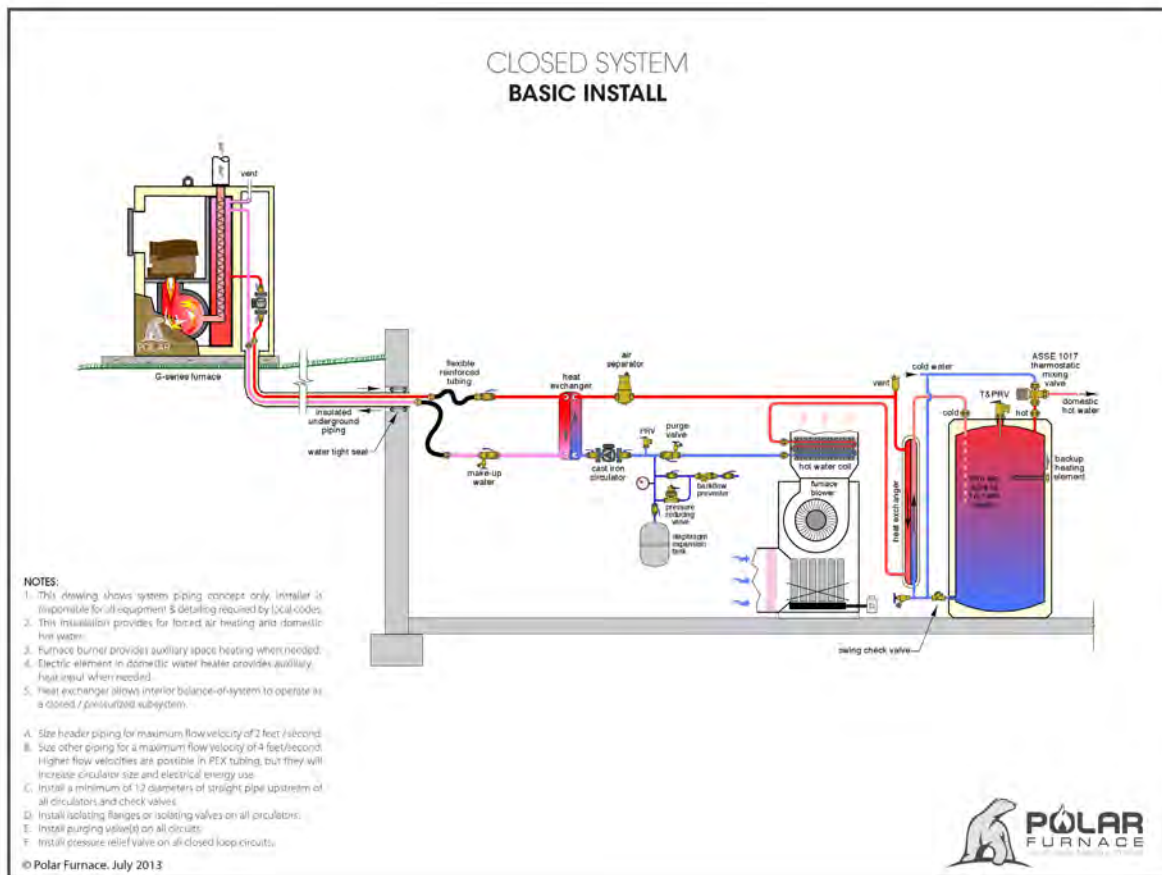 CLOSED SYSTEM
BASIC INSTALL
vent
POLAR
G-series furnace
flexible
reinforced
tubing
insulated
underground
piping
water tight seal
make-up
water
heat
exchanger
air
separator
cast iron
circulator
PRV
purge
valve
backflow
preventer
pressure
reducing
valve
diaphragm
expansion
tank
hot water coil
furnace
blower
vent
heat exchanger
cold water
ASSE 1017
thermostatic
mixing
valve
T&PRV
cold
hot
domestic
hot water
backup
heating
element
swing check valve
NOTES:
1. This drawing shows system piping concept only. Installer is
responsible for all equipment & detailing required by local codes.
2. This installation provides for forced air heating and domestic
hot water.
3. Furnace burner provides auxiliary space heating when needed.
4. Electric element in domestic water heater provides auxiliary
heat input when needed.
5. Heat exchanger allows interior balance-of-system to operate as
a closed / pressurized subsystem.
A. Size header piping for maximum flow velocity of 2 feet / second.
B. Size other piping for a maximum flow velocity of 4 feet/second.
Higher flow velocities are possible in PEX tubing, but they will
increase circulator size and electrical energy use.
C. Install a minimum of 12 diameters of straight pipe upstream of
all circulators and check valves.
D. Install isolating flanges or isolating valves on all circulators.
E. Install purging valve(s) on all circuits.
F. Install pressure relief valve on all closed loop circuits.
© Polar Furnace. July 2013
POLAR
FURNACE